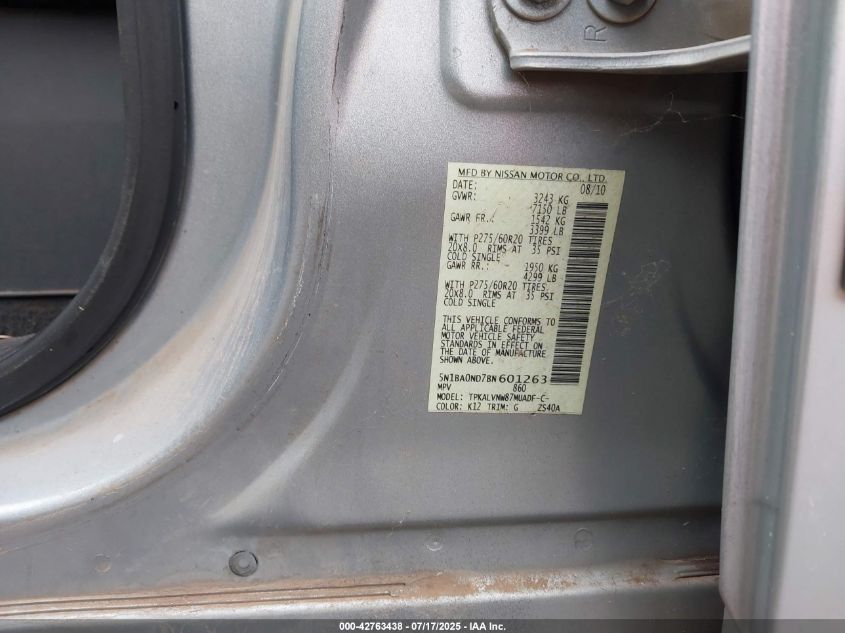 R
MFD BY NISSAN MOTOR CO., LTD.
DATE: 08/10
GVWR: 3243 KG
7150 LB
GAWR FR.: 1542 KG
3399 LB
WITH P275/60R20 TIRES
20X8.0 RIMS AT 35 PSI
COLD SINGLE
GAWR RR.: 1950 KG
4299 LB
WITH P275/60R20 TIRES
20X8.0 RIMS AT 35 PSI
COLD SINGLE
THIS VEHICLE CONFORMS TO
ALL APPLICABLE FEDERAL
MOTOR VEHICLE SAFETY
STANDARDS IN EFFECT ON
THE DATE OF MANUFACTURE
SHOWN ABOVE.
5N1BA0ND7BN601263
MPV 860
MODEL: TPKALVNW87MUADF-C-
COLOR: K12 TRIM: G ZS40A
000-42763438 - 07/17/2025 - IAA Inc.